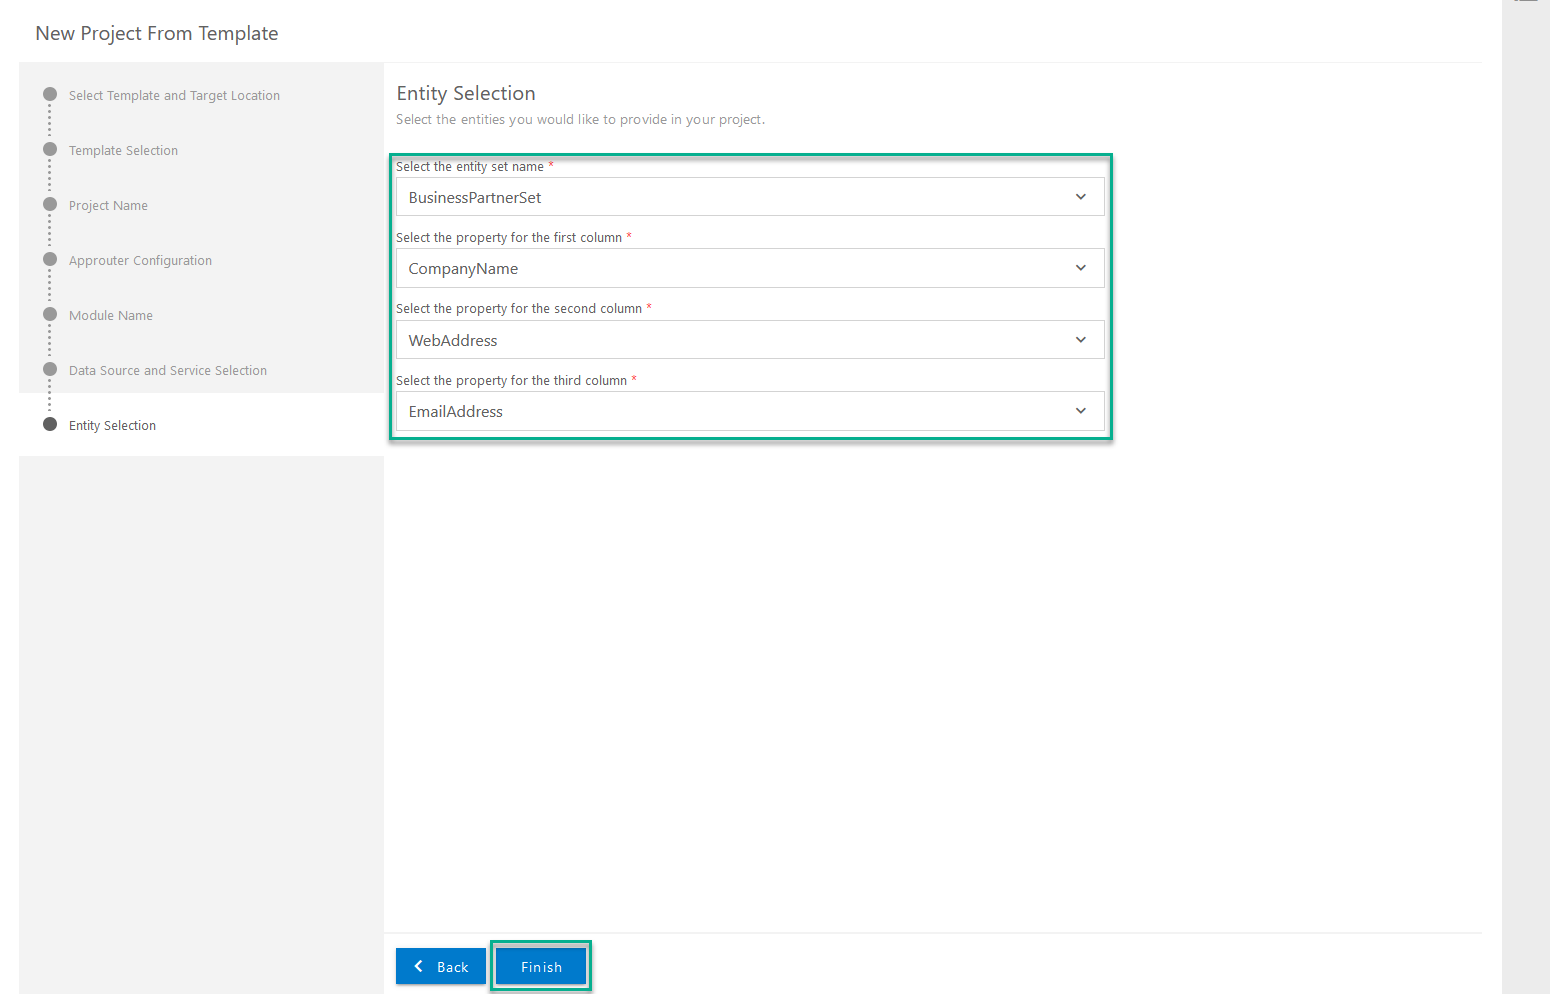 New Project From Template
Select Template and Target Location
Template Selection
Project Name
Approuter Configuration
Module Name
Data Source and Service Selection
Entity Selection
Entity Selection
Select the entities you would like to provide in your project.
Select the entity set name *
BusinessPartnerSet
Select the property for the first column *
CompanyName
Select the property for the second column *
WebAddress
Select the property for the third column *
EmailAddress
Back
Finish